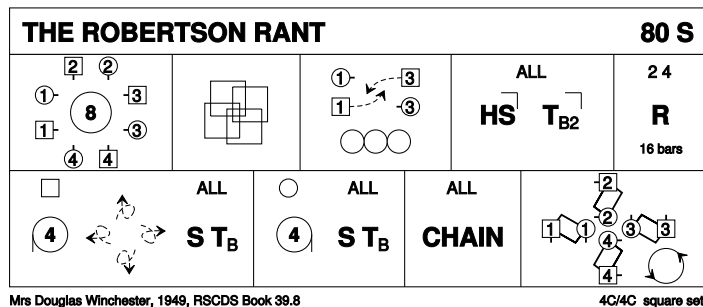 THE ROBERTSON RANT 80 S
2 2
1 3
1 3
4 4
8
1 3
1 3
ALL
HS T B2
2 4
R
16 bars
4
ALL
S T B
4
ALL
S T B
ALL
CHAIN
2
2
1 1 3 3
4
4
Mrs Douglas Winchester, 1949, RSCDS Book 39.8 4C/4C square set